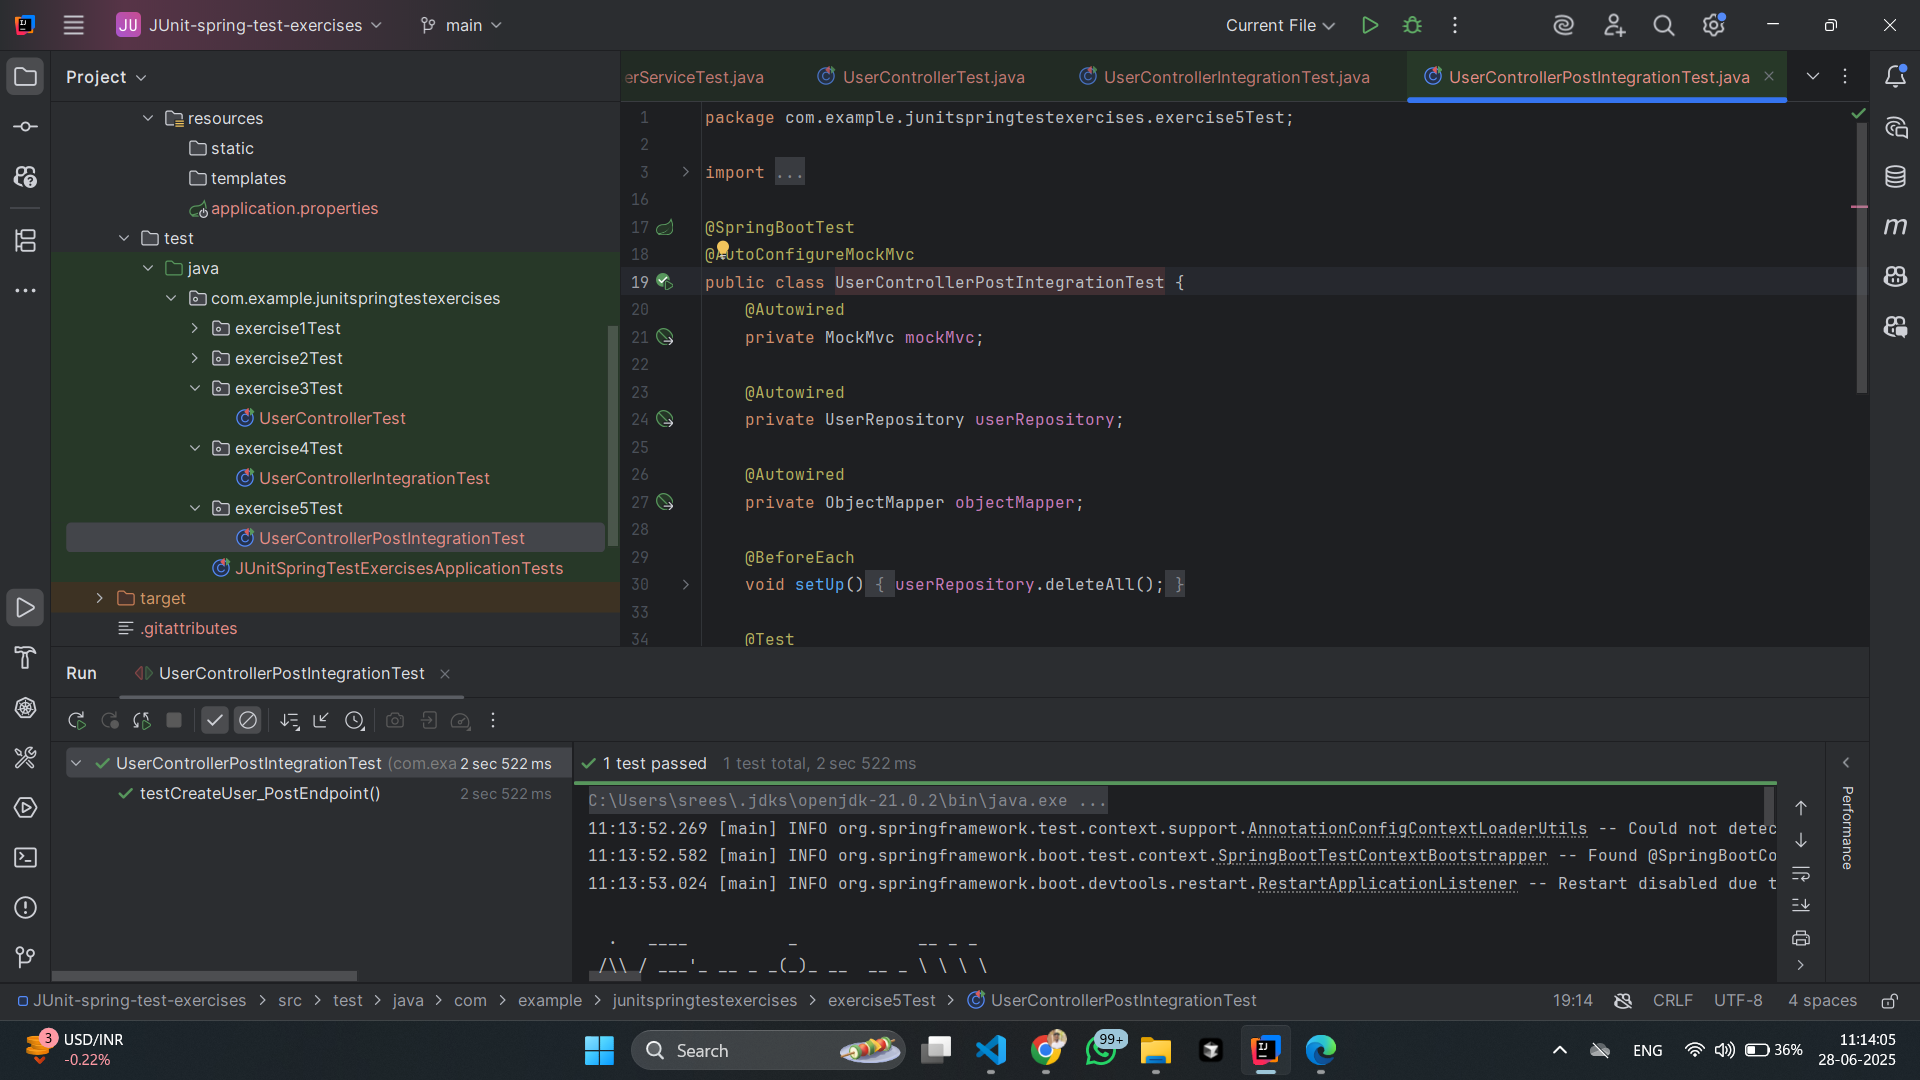 JU JUnit-spring-test-exercises main Current File
Project
resources
static
templates
application.properties
test
java
com.example.junitspringtestexercises
exercise1Test
exercise2Test
exercise3Test
UserControllerTest
exercise4Test
UserControllerIntegrationTest
exercise5Test
UserControllerPostIntegrationTest
JUnitSpringTestExercisesApplicationTests
target
.gitattributes
erServiceTest.java UserControllerTest.java UserControllerIntegrationTest.java UserControllerPostIntegrationTest.java
1 package com.example.junitspringtestexercises.exercise5Test;
2
3 import ...
16
17 @SpringBootTest
18 @AutoConfigureMockMvc
19 public class UserControllerPostIntegrationTest {
20 @Autowired
21 private MockMvc mockMvc;
22
23 @Autowired
24 private UserRepository userRepository;
25
26 @Autowired
27 private ObjectMapper objectMapper;
28
29 @BeforeEach
30 void setUp() { userRepository.deleteAll(); }
33
34 @Test
Run UserControllerPostIntegrationTest
UserControllerPostIntegrationTest (com.exa 2 sec 522 ms
testCreateUser_PostEndpoint() 2 sec 522 ms
1 test passed 1 test total, 2 sec 522 ms
C:\Users\srees\.jdks\openjdk-21.0.2\bin\java.exe ...
11:13:52.269 [main] INFO org.springframework.test.context.support.AnnotationConfigContextLoaderUtils -- Could not detec
11:13:52.582 [main] INFO org.springframework.boot.test.context.SpringBootTestContextBootstrapper -- Found @SpringBootCo
11:13:53.024 [main] INFO org.springframework.boot.devtools.restart.RestartApplicationListener -- Restart disabled due t
.   ____          _            __ _ _
/\\ / ___'_ __ _ _(_)_ __  __ _ \ \ \ \
Performance
JUnit-spring-test-exercises > src > test > java > com > example > junitspringtestexercises > exercise5Test > UserControllerPostIntegrationTest 19:14 CRLF UTF-8 4 spaces
3 USD/INR
-0.22%
Search
99+
ENG
36%
11:14:05
28-06-2025